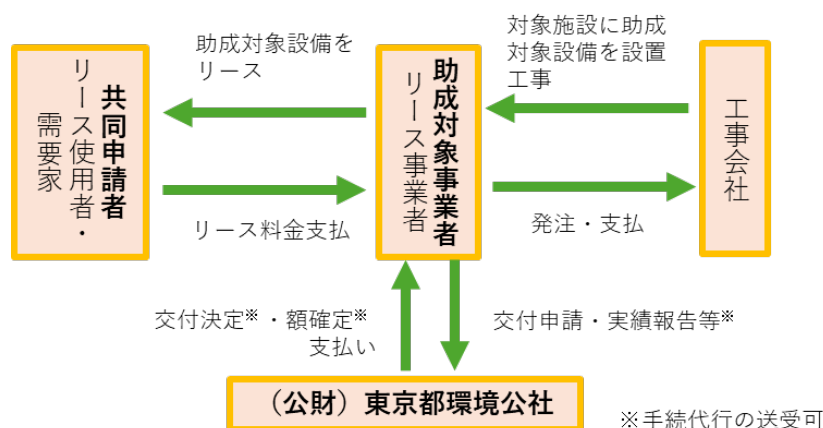 助成対象設備を
リース
対象施設に助成
対象設備を設置
工事
共同申請者
リース使用者・
需要家
助成対象事業者
リース事業者
工事会社
リース料金支払
発注・支払
交付決定※・額確定※
支払い
交付申請・実績報告等※
（公財）東京都環境公社
※手続代行の送受可